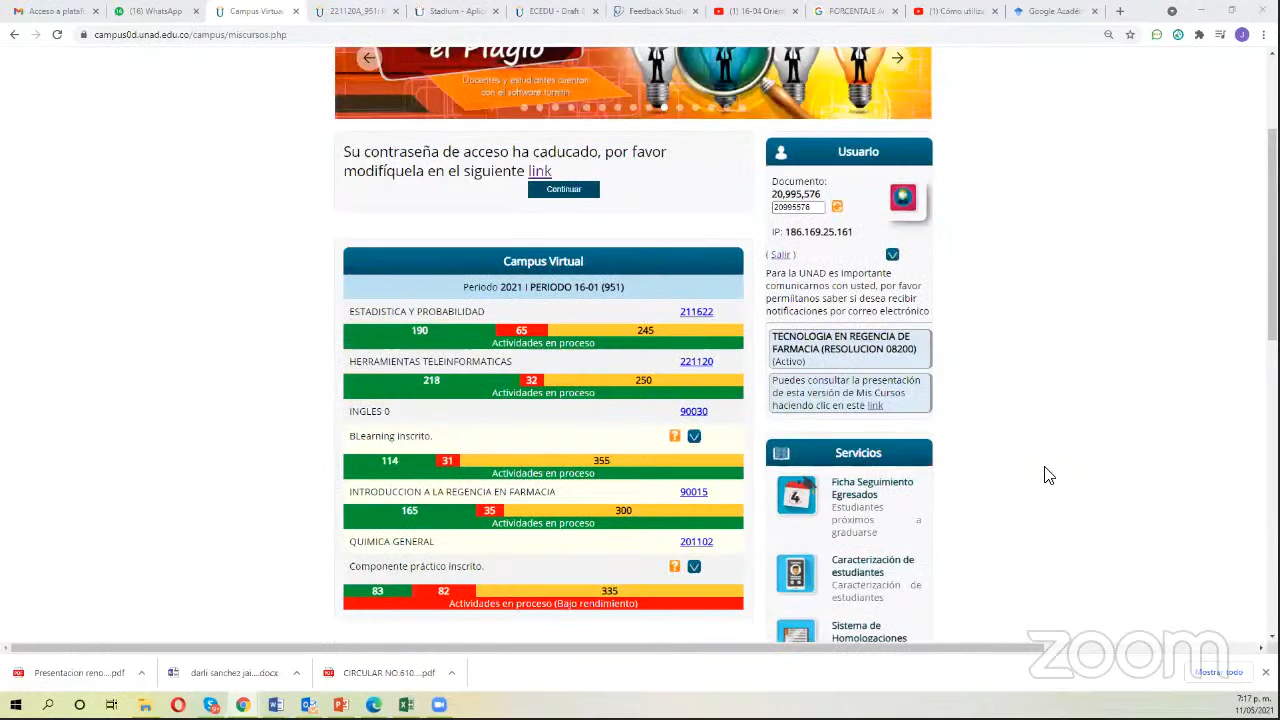 Acceso a plataf
(16) WhatsApp
Campus Virtual
221120A_951: F
Stadium - Aplic
ECEDU - Draft
Feedback Studi
(1) 16-04 Orien
PORCENTAJE
(1) Cómo utiliz
Google Acadé
campus0d.unad.edu.co/campus/miscursos.php
J
el Plagio
Docentes y estudiantes cuentan
con el software turnitin
Su contraseña de acceso ha caducado, por favor
modifíquela en el siguiente link
Continuar
Campus Virtual
Periodo 2021 I PERIODO 16-01 (951)
ESTADISTICA Y PROBABILIDAD 211622
190 65 245
Actividades en proceso
HERRAMIENTAS TELEINFORMATICAS 221120
218 32 250
Actividades en proceso
INGLES 0 90030
BLearning inscrito. ?
114 31 355
Actividades en proceso
INTRODUCCION A LA REGENCIA EN FARMACIA 90015
165 35 300
Actividades en proceso
QUIMICA GENERAL 201102
Componente práctico inscrito. ?
83 82 335
Actividades en proceso (Bajo rendimiento)
Usuario
Documento:
20,995,576
20995576
IP: 186.169.25.161
( Salir )
Para la UNAD es importante
comunicarnos con usted, por favor
permítanos saber si desea recibir
notificaciones por correo electrónico
TECNOLOGIA EN REGENCIA DE
FARMACIA (RESOLUCION 08200)
(Activo)
Puedes consultar la presentación
de esta versión de Mis Cursos
haciendo clic en este link
Servicios
4
Ficha Seguimiento
Egresados
Estudiantes
próximos a
graduarse
Caracterización de
estudiantes
Caracterización de
estudiantes
Sistema de
Homologaciones
zoom
Presentacion reno....pdf
darli sanchez jai....docx
CIRCULAR NO.610....pdf
Mostrar todo
7:17 p. m.
11/05/2021